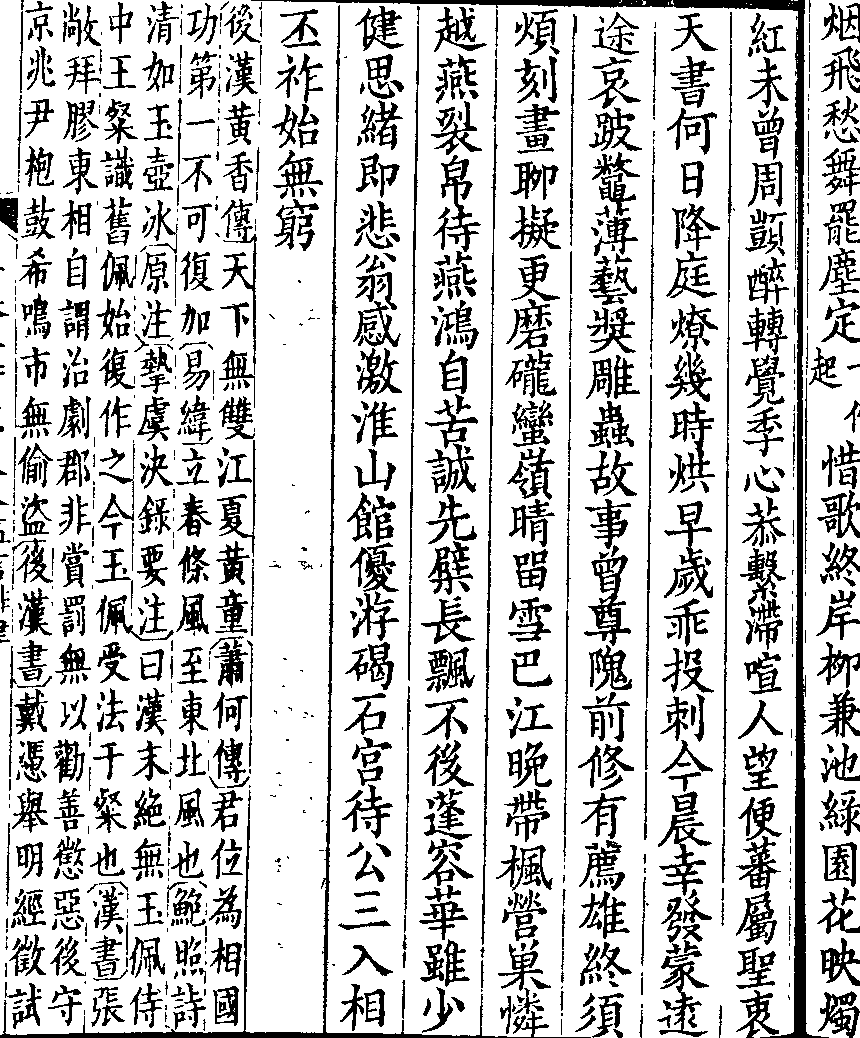 烟飛愁舞罷塵定一作起惜歌終岸柳兼池綠園花映燭
紅未曾周顗醉轉覺季心恭繫滯喧人望便蕃屬聖衷
天書何日降庭燎幾時烘早歲乖投刺今晨幸發蒙遠
途哀跛鼈薄藝獎雕蟲故事曾尊隗前修有薦雄終須
煩刻畫聊擬更磨礲蠻嶺晴留雪巴江晚帶楓營巢憐
越燕裂帛待燕鴻自苦誠先檗長飄不後蓬容華雖少
健思緒即悲翁感激淮山館優游碣石宮待公三入相
丕祚始無窮
後漢黃香傳天下無雙江夏黃童蕭何傳君位為相國
功第一不可復加易緯立春條風至東北風也鮑照詩
清如玉壺冰原注摯虞決錄要注曰漢末絕無玉佩侍
中王粲識舊佩始復作之今玉佩受法于粲也漢書張
敞拜膠東相自謂治劇郡非賞罰無以勸善懲惡後守
京兆尹枹鼓希鳴市無偷盜後漢書戴憑舉明經徵試